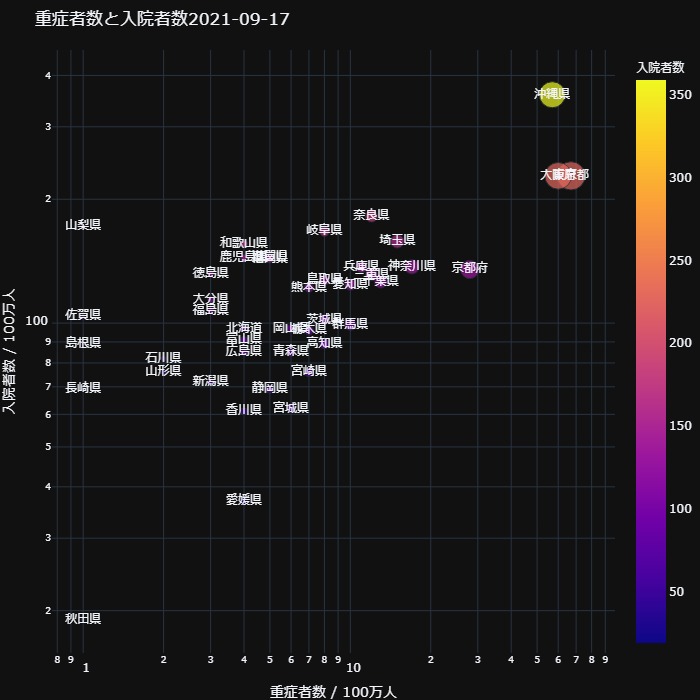 重症者数と入院者数2021-09-17
入院者数
4
沖縄県
350
3
300
大阪府
東京都
2
奈良県
山梨県
岐阜県
和歌山県
埼玉県
250
鹿児島県
兵庫県
神奈川県
京都府
徳島県
三重県
鳥取県
愛知県
千葉県
熊本県
大分県
福島県
佐賀県
茨城県
群馬県
100
北海道
岡山県
栃木県
200
9
島根県
富山県
高知県
広島県
青森県
8
石川県
山形県
宮崎県
7
長崎県
新潟県
静岡県
6
香川県
宮城県
150
5
4
愛媛県
100
3
50
2
秋田県
8 9 1 2 3 4 5 6 7 8 9 10 2 3 4 5 6 7 8 9
重症者数 / 100万人
入院者数 / 100万人